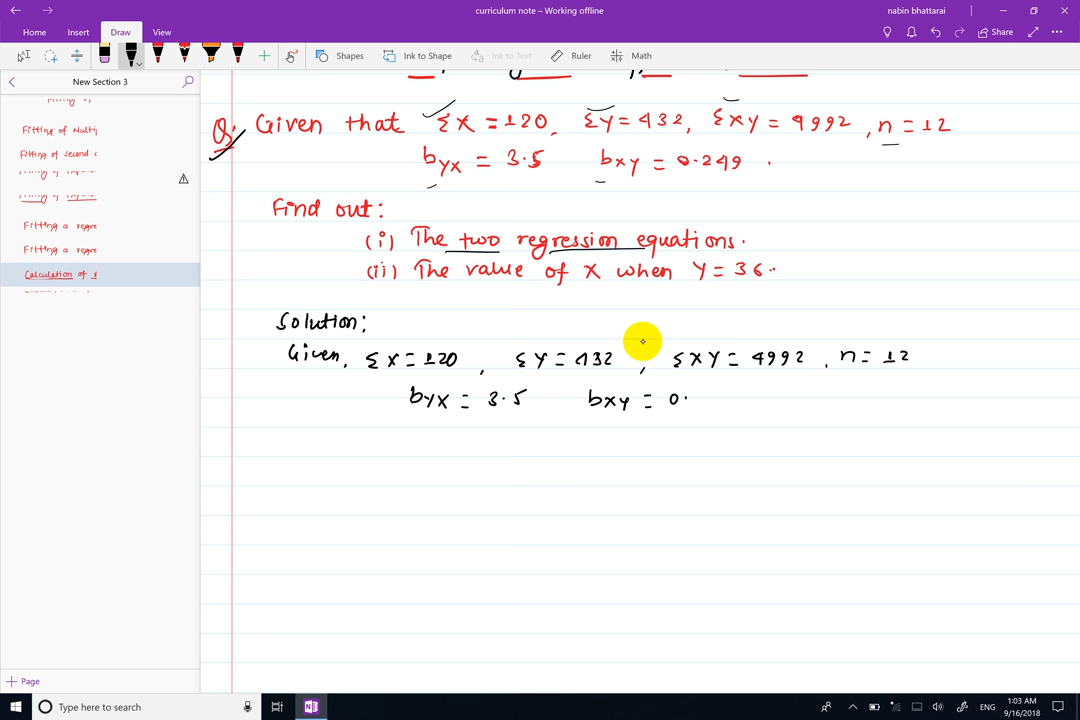 curriculum note – Working offline
nabin bhattarai
Home Insert Draw View
Share
Shapes Ink to Shape Ink to Text Ruler Math
New Section 3
Fitting of Multi
Fitting of second
Fitting a regre
Fitting a regre
Calculation of
Page
Q. Given that ΣX = 120, ΣY = 432, ΣXY = 4992, n = 12
bYX = 3.5 bXY = 0.249.
Find out:
(i) The two regression equations.
(ii) The value of X when Y = 36.
Solution:
Given, ΣX = 120, ΣY = 432, ΣXY = 4992, n = 12
bYX = 3.5 bXY = 0.
Type here to search
ENG
1:03 AM
9/16/2018